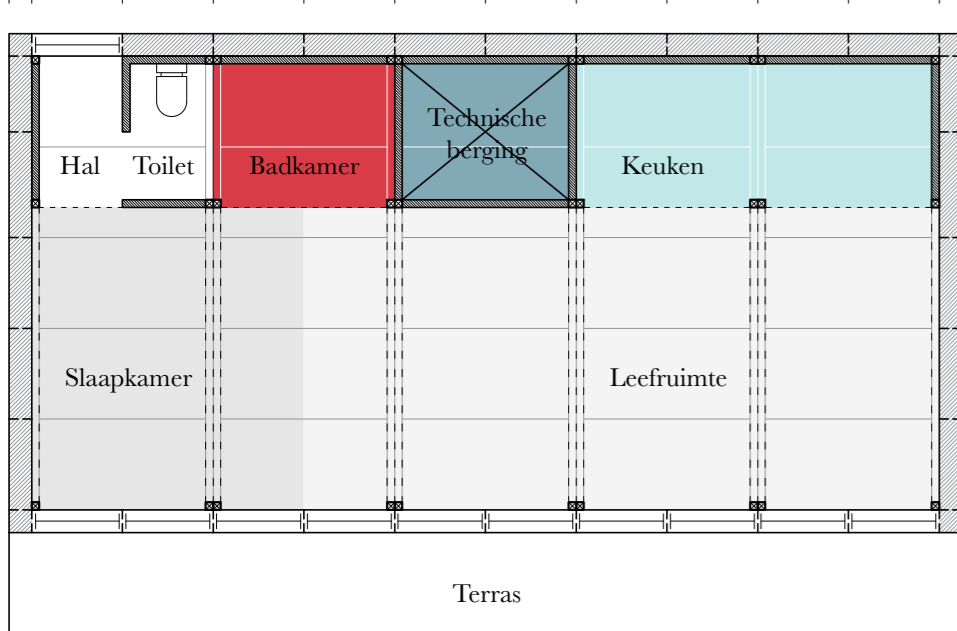 Technische
berging
Hal
Toilet
Badkamer
Keuken
Slaapkamer
Leefruimte
Terras